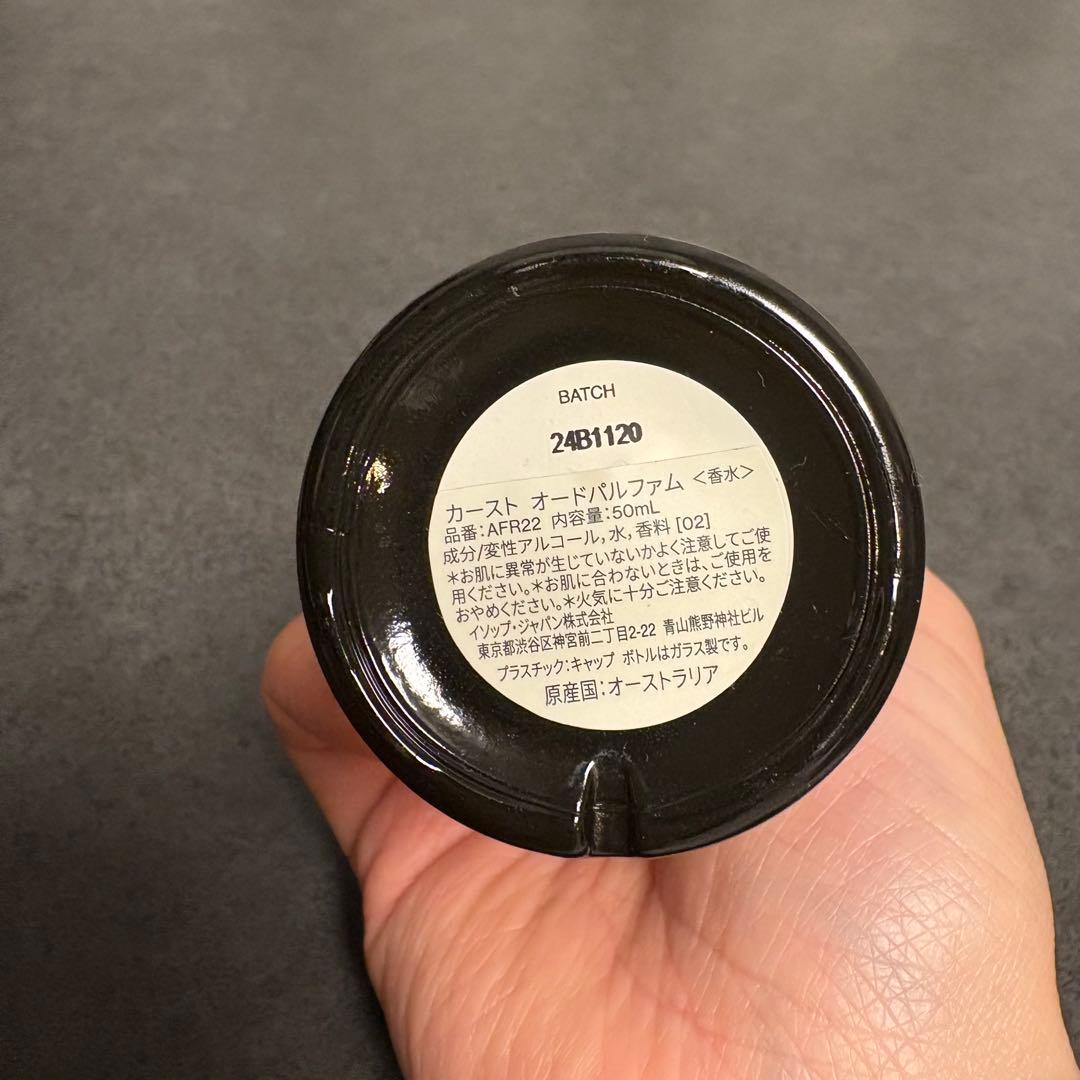 BATCH
24B1120
カースト オードパルファム <香水>
品番:AFR22 内容量:50mL
成分/変性アルコール,水,香料 [02]
*お肌に異常が生じていないかよく注意してご使
用ください。*お肌に合わないときは、ご使用を
おやめください。*火気に十分ご注意ください。
イソップ・ジャパン株式会社
東京都渋谷区神宮前二丁目2-22 青山熊野神社ビル
プラスチック:キャップ ボトルはガラス製です。
原産国:オーストラリア